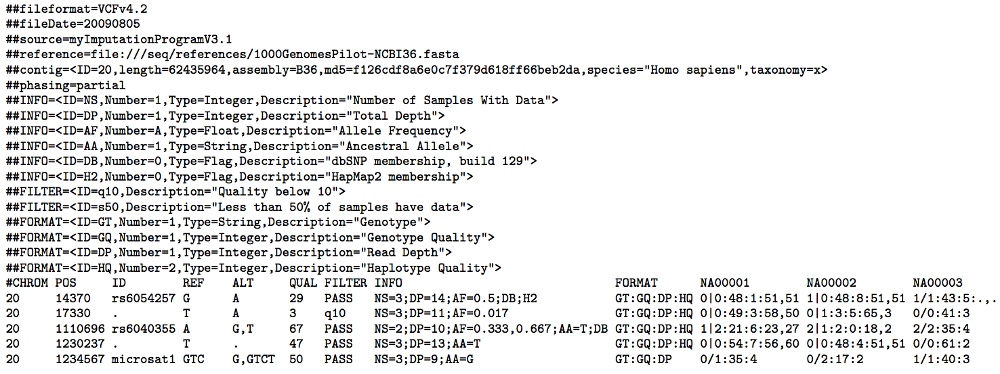 ##fileformat=VCFv4.2
##fileDate=20090805
##source=myImputationProgramV3.1
##reference=file:///seq/references/1000GenomesPilot-NCBI36.fasta
##contig=<ID=20,length=62435964,assembly=B36,md5=f126cdf8a6e0c7f379d618ff66beb2da,species="Homo sapiens",taxonomy=x>
##phasing=partial
##INFO=<ID=NS,Number=1,Type=Integer,Description="Number of Samples With Data">
##INFO=<ID=DP,Number=1,Type=Integer,Description="Total Depth">
##INFO=<ID=AF,Number=A,Type=Float,Description="Allele Frequency">
##INFO=<ID=AA,Number=1,Type=String,Description="Ancestral Allele">
##INFO=<ID=DB,Number=0,Type=Flag,Description="dbSNP membership, build 129">
##INFO=<ID=H2,Number=0,Type=Flag,Description="HapMap2 membership">
##FILTER=<ID=q10,Description="Quality below 10">
##FILTER=<ID=s50,Description="Less than 50% of samples have data">
##FORMAT=<ID=GT,Number=1,Type=String,Description="Genotype">
##FORMAT=<ID=GQ,Number=1,Type=Integer,Description="Genotype Quality">
##FORMAT=<ID=DP,Number=1,Type=Integer,Description="Read Depth">
##FORMAT=<ID=HQ,Number=2,Type=Integer,Description="Haplotype Quality">
#CHROM POS ID REF ALT QUAL FILTER INFO FORMAT NA00001 NA00002 NA00003
20 14370 rs6054257 G A 29 PASS NS=3;DP=14;AF=0.5;DB;H2 GT:GQ:DP:HQ 0|0:48:1:51,51 1|0:48:8:51,51 1/1:43:5:.,.
20 17330 . T A 3 q10 NS=3;DP=11;AF=0.017 GT:GQ:DP:HQ 0|0:49:3:58,50 0|1:3:5:65,3 0/0:41:3
20 1110696 rs6040355 A G,T 67 PASS NS=2;DP=10;AF=0.333,0.667;AA=T;DB GT:GQ:DP:HQ 1|2:21:6:23,27 2|1:2:0:18,2 2/2:35:4
20 1230237 . T . 47 PASS NS=3;DP=13;AA=T GT:GQ:DP:HQ 0|0:54:7:56,60 0|0:48:4:51,51 0/0:61:2
20 1234567 microsat1 GTC G,GTCT 50 PASS NS=3;DP=9;AA=G GT:GQ:DP 0/1:35:4 0/2:17:2 1/1:40:3